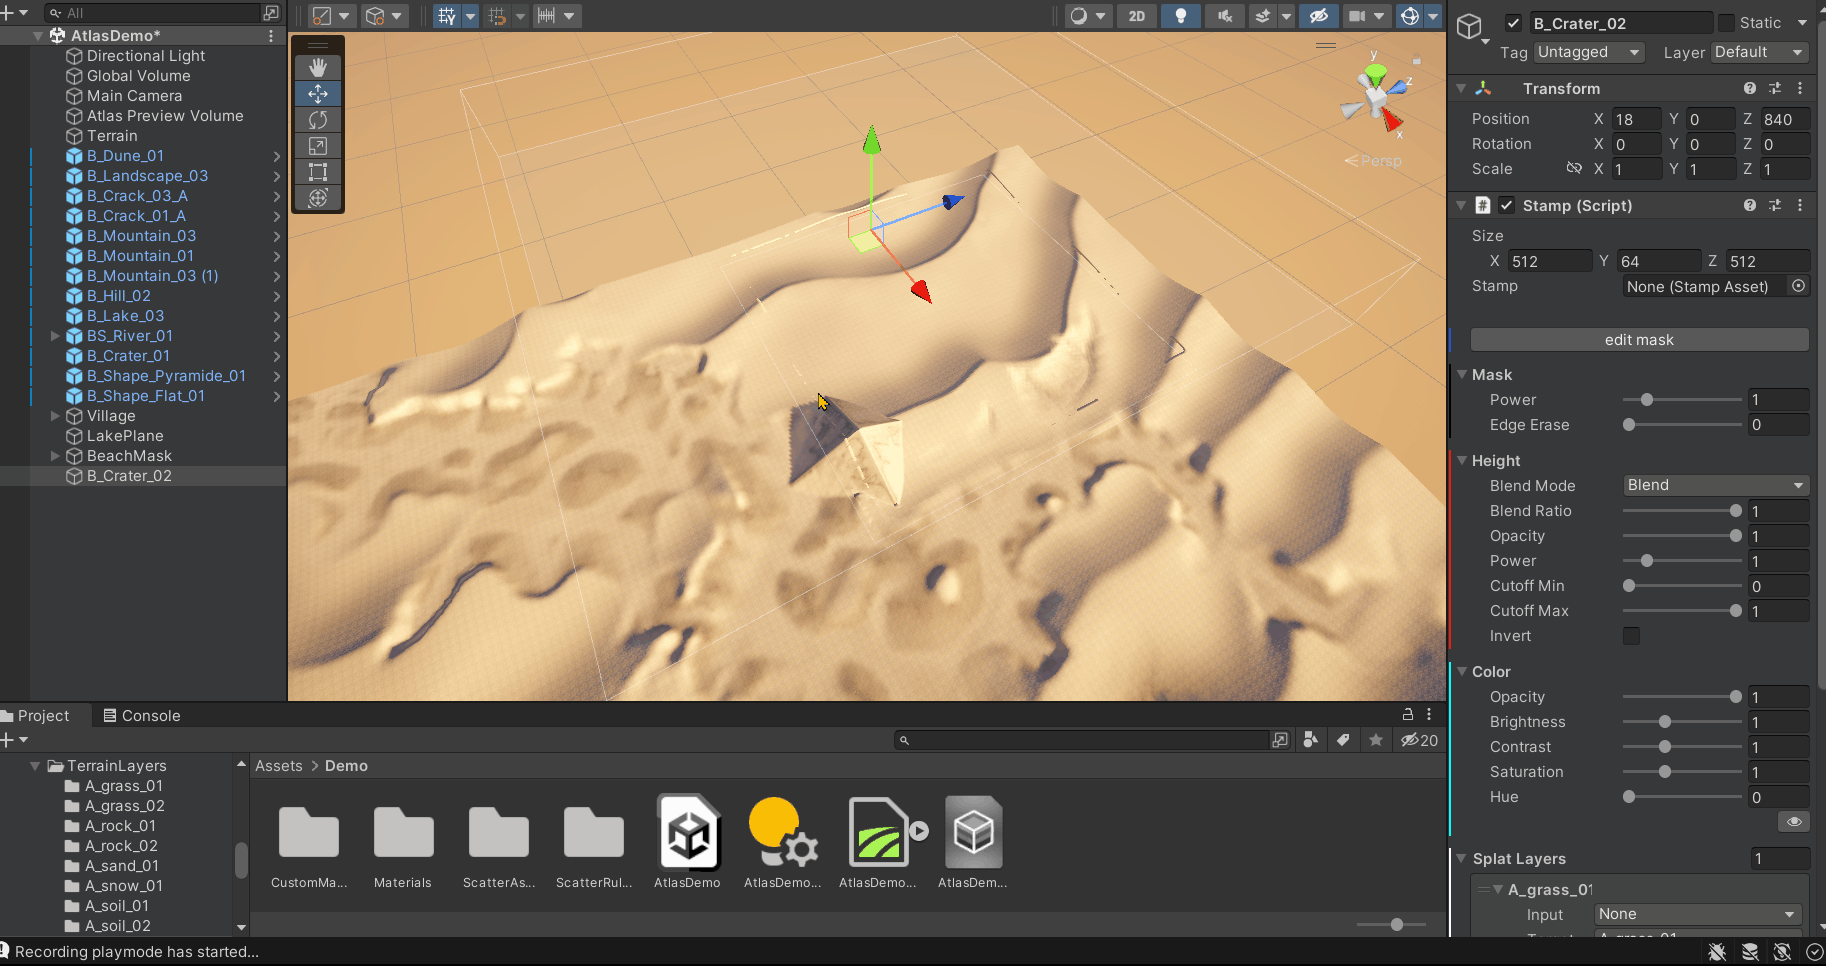 All
AtlasDemo*
Directional Light
Global Volume
Main Camera
Atlas Preview Volume
Terrain
B_Dune_01
B_Landscape_03
B_Crack_03_A
B_Crack_01_A
B_Mountain_03
B_Mountain_01
B_Mountain_03 (1)
B_Hill_02
B_Lake_03
BS_River_01
B_Crater_01
B_Shape_Pyramide_01
B_Shape_Flat_01
Village
LakePlane
BeachMask
B_Crater_02
2D
y
z
x
Persp
B_Crater_02
Static
Tag Untagged Layer Default
Transform
Position X 18 Y 0 Z 840
Rotation X 0 Y 0 Z 0
Scale X 1 Y 1 Z 1
# Stamp (Script)
Size
X 512 Y 64 Z 512
Stamp None (Stamp Asset)
edit mask
Mask
Power 1
Edge Erase 0
Height
Blend Mode Blend
Blend Ratio 1
Opacity 1
Power 1
Cutoff Min 0
Cutoff Max 1
Invert
Color
Opacity 1
Brightness 1
Contrast 1
Saturation 1
Hue 0
Splat Layers 1
A_grass_01
Input None
Project Console
20
TerrainLayers
A_grass_01
A_grass_02
A_rock_01
A_rock_02
A_sand_01
A_snow_01
A_soil_01
A_soil_02
Assets > Demo
CustomMa... Materials ScatterAs... ScatterRul... AtlasDemo AtlasDemo... AtlasDemo... AtlasDem...
Recording playmode has started...